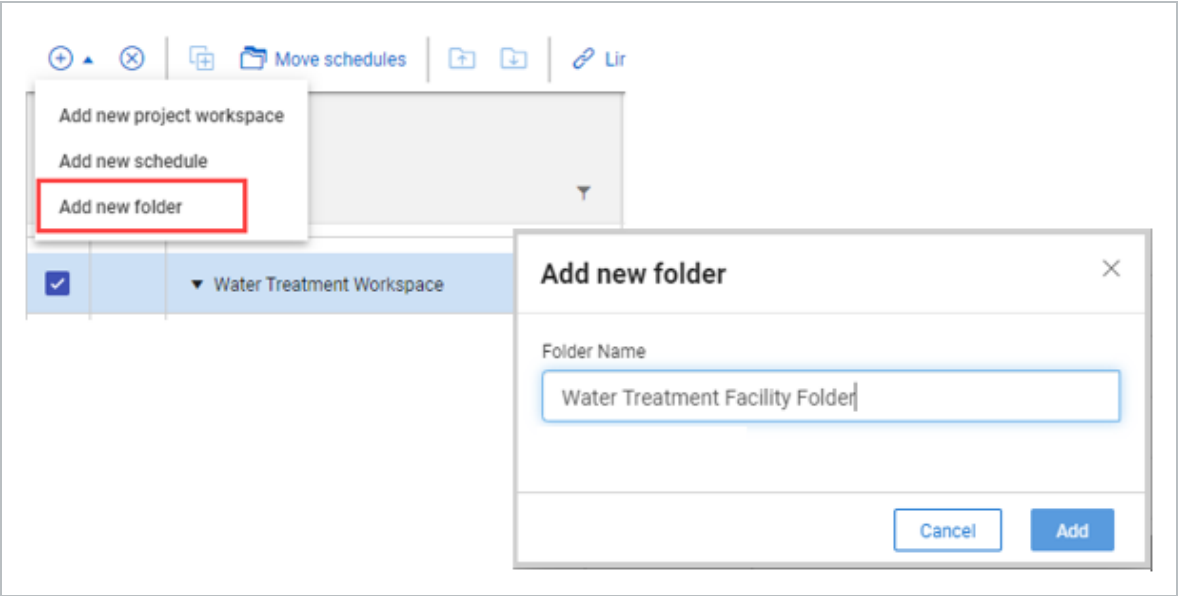 Move schedules
Add new project workspace
Add new schedule
Add new folder
Water Treatment Workspace
Add new folder
Folder Name
Water Treatment Facility Folder
Cancel Add